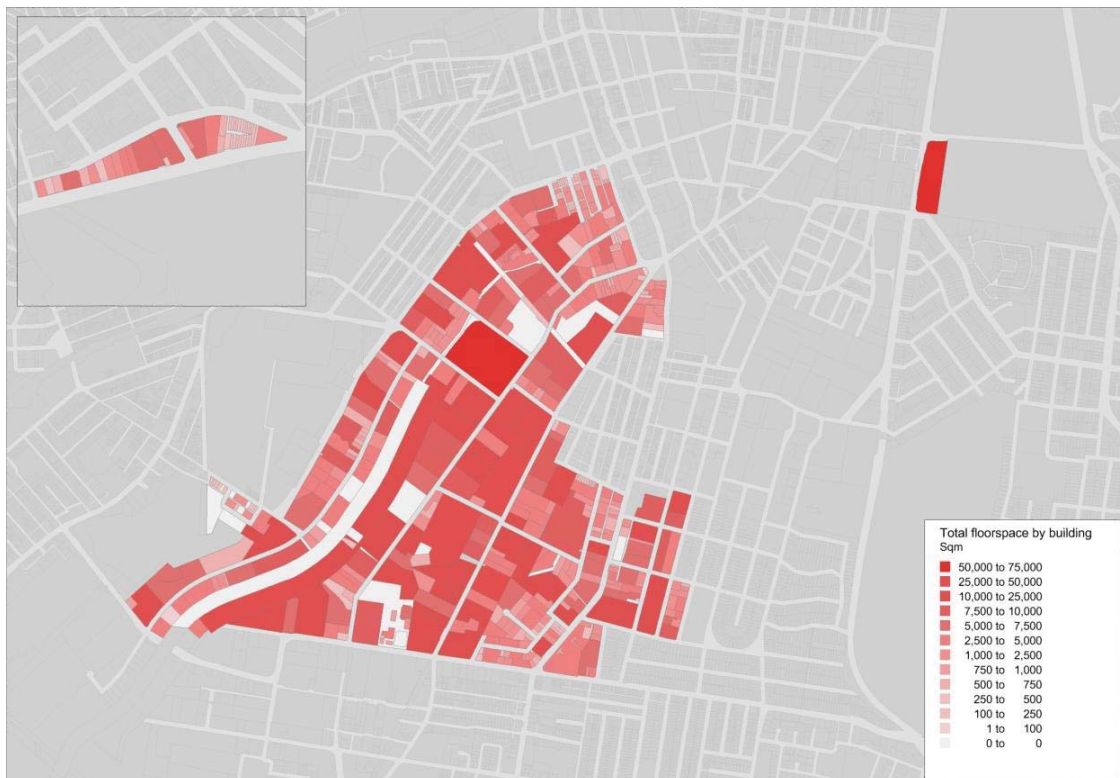 Total floorspace by building
Sqm
50,000 to 75,000
25,000 to 50,000
10,000 to 25,000
7,500 to 10,000
5,000 to 7,500
2,500 to 5,000
1,000 to 2,500
750 to 1,000
500 to 750
250 to 500
100 to 250
1 to 100
0 to 0